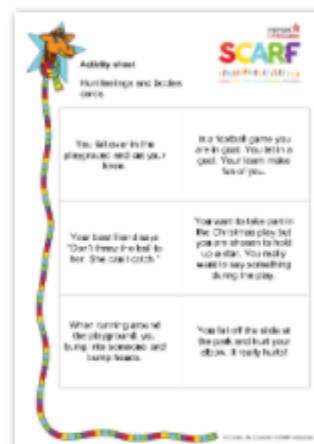 Activity sheet
Hurt feelings and bodies
cards
SCARF
You fall over in the
playground and cut your
knee.
In a football game you
are in goal. You let in a
goal. Your team make
fun of you.
Your best friend says
"Don't throw the ball to
her. She can't catch."
You want to take part in
the Christmas play but
you are chosen to hold
up a star. You really
want to say something
during the play.
When running around
the playground, you
bump into someone and
bump heads.
You fall off the slide at
the park and hurt your
elbow. It really hurts!